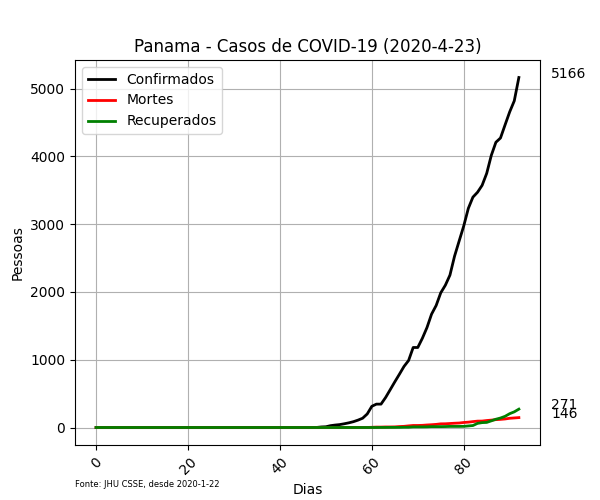 Panama - Casos de COVID-19 (2020-4-23)
Confirmados
Mortes
Recuperados
5166
271
146
5000
4000
3000
2000
1000
0
Pessoas
0
20
40
60
80
Dias
Fonte: JHU CSSE, desde 2020-1-22